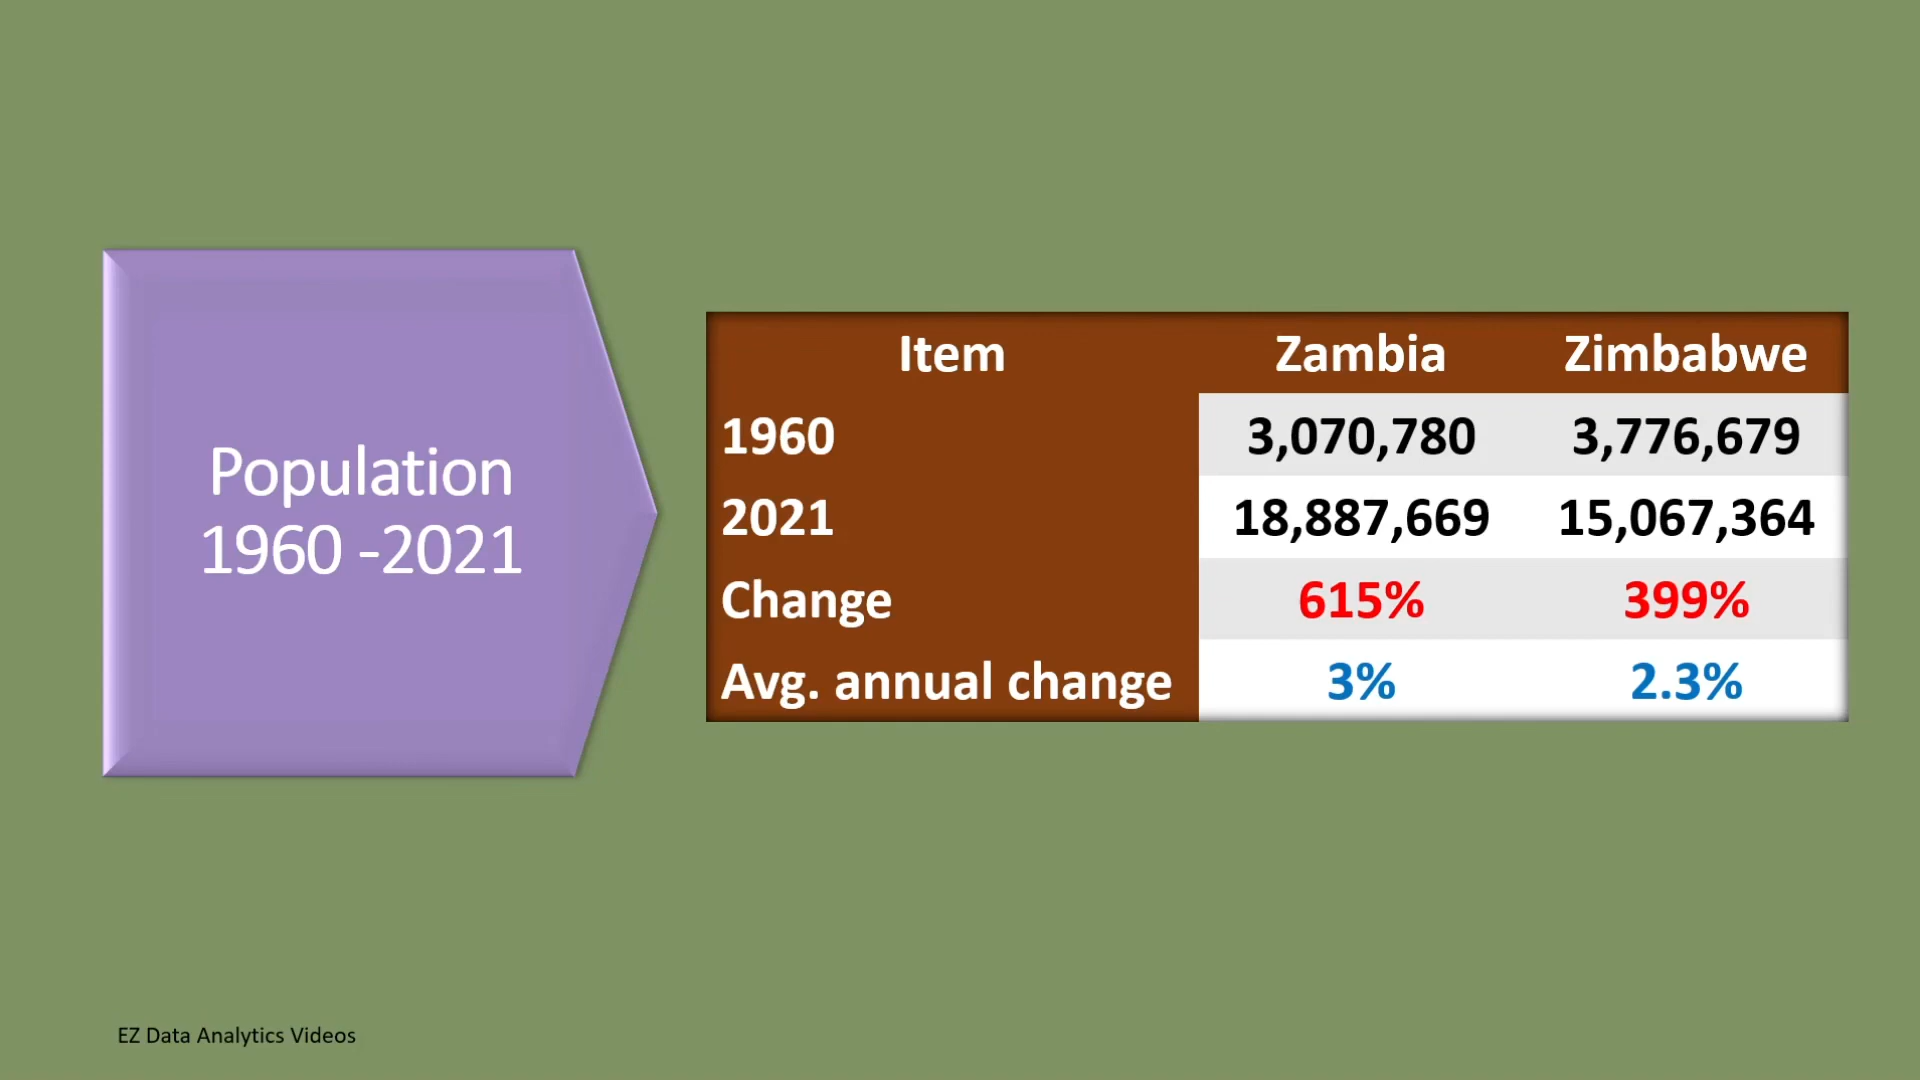 Population
1960 -2021
Item Zambia Zimbabwe
1960 3,070,780 3,776,679
2021 18,887,669 15,067,364
Change 615% 399%
Avg. annual change 3% 2.3%
EZ Data Analytics Videos